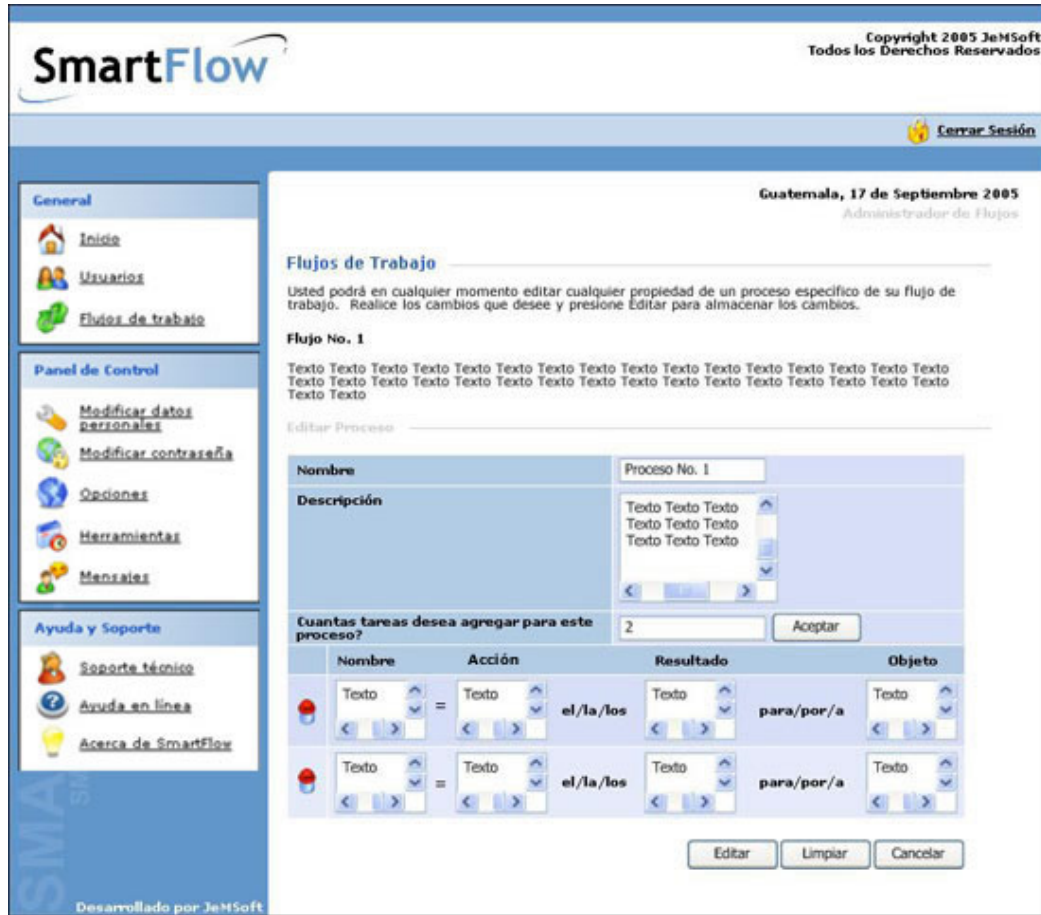 SmartFlow
Copyright 2005 JeMSoft
Todos los Derechos Reservados
Cerrar Sesión
General
Inicio
Usuarios
Flujos de trabajo
Panel de Control
Modificar datos
personales
Modificar contraseña
Opciones
Herramientas
Mensajes
Ayuda y Soporte
Soporte técnico
Ayuda en línea
Acerca de SmartFlow
SMA
SM
Desarrollado por JeMSoft
Guatemala, 17 de Septiembre 2005
Administrador de Flujos
Flujos de Trabajo
Usted podrá en cualquier momento editar cualquier propiedad de un proceso específico de su flujo de
trabajo. Realice los cambios que desee y presione Editar para almacenar los cambios.
Flujo No. 1
Texto Texto Texto Texto Texto Texto Texto Texto Texto Texto Texto Texto Texto Texto Texto Texto
Texto Texto Texto Texto Texto Texto Texto Texto Texto Texto Texto Texto Texto Texto Texto Texto
Texto Texto
Editar Proceso
Nombre Proceso No. 1
Descripción
Texto Texto Texto
Texto Texto Texto
Texto Texto Texto
Cuantas tareas desea agregar para este
proceso?
2 Aceptar
Nombre Acción Resultado Objeto
Texto = Texto el/la/los Texto para/por/a Texto
Texto = Texto el/la/los Texto para/por/a Texto
Editar Limpiar Cancelar